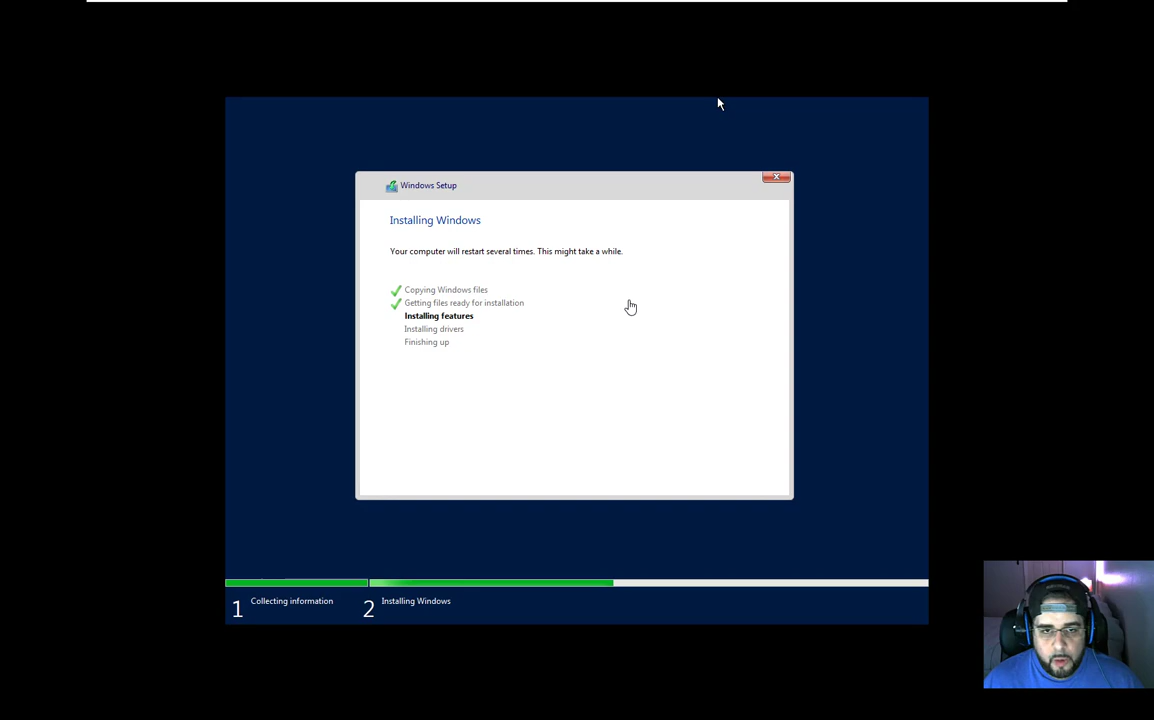 Windows Setup
Installing Windows
Your computer will restart several times. This might take a while.
Copying Windows files
Getting files ready for installation
Installing features
Installing drivers
Finishing up
1 Collecting information
2 Installing Windows